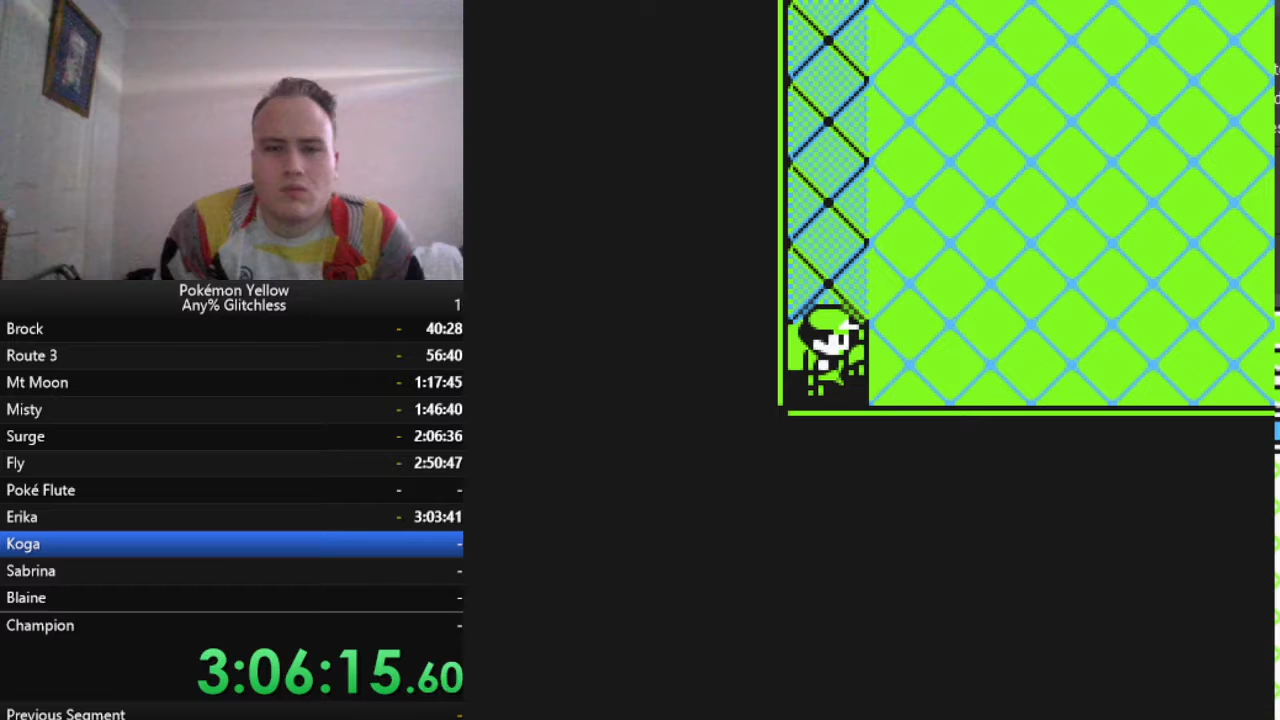 Pokémon Yellow
Any% Glitchless 1
Brock - 40:28
Route 3 - 56:40
Mt Moon - 1:17:45
Misty - 1:46:40
Surge - 2:06:36
Fly - 2:50:47
Poké Flute - -
Erika - 3:03:41
Koga -
Sabrina -
Blaine -
Champion -
3:06:15.60
Previous Segment -